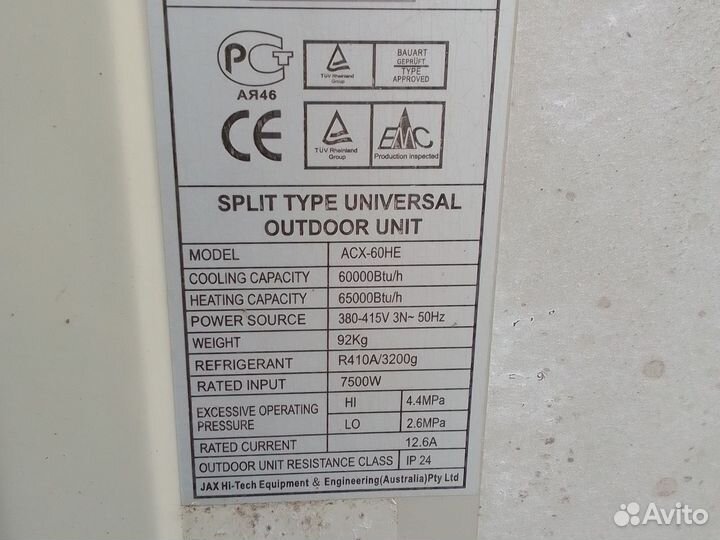 РСТ
АЯ46
TÜV Rheinland
Group
BAUART
GEPRÜFT
TYPE
APPROVED
CE
TÜV Rheinland
Group
EMC
Production inspected
SPLIT TYPE UNIVERSAL
OUTDOOR UNIT
MODEL ACX-60HE
COOLING CAPACITY 60000Btu/h
HEATING CAPACITY 65000Btu/h
POWER SOURCE 380-415V 3N~ 50Hz
WEIGHT 92Kg
REFRIGERANT R410A/3200g
RATED INPUT 7500W
EXCESSIVE OPERATING
PRESSURE
HI 4.4MPa
LO 2.6MPa
RATED CURRENT 12.6A
OUTDOOR UNIT RESISTANCE CLASS IP 24
JAX Hi-Tech Equipment & Engineering(Australia)Pty Ltd
Avito